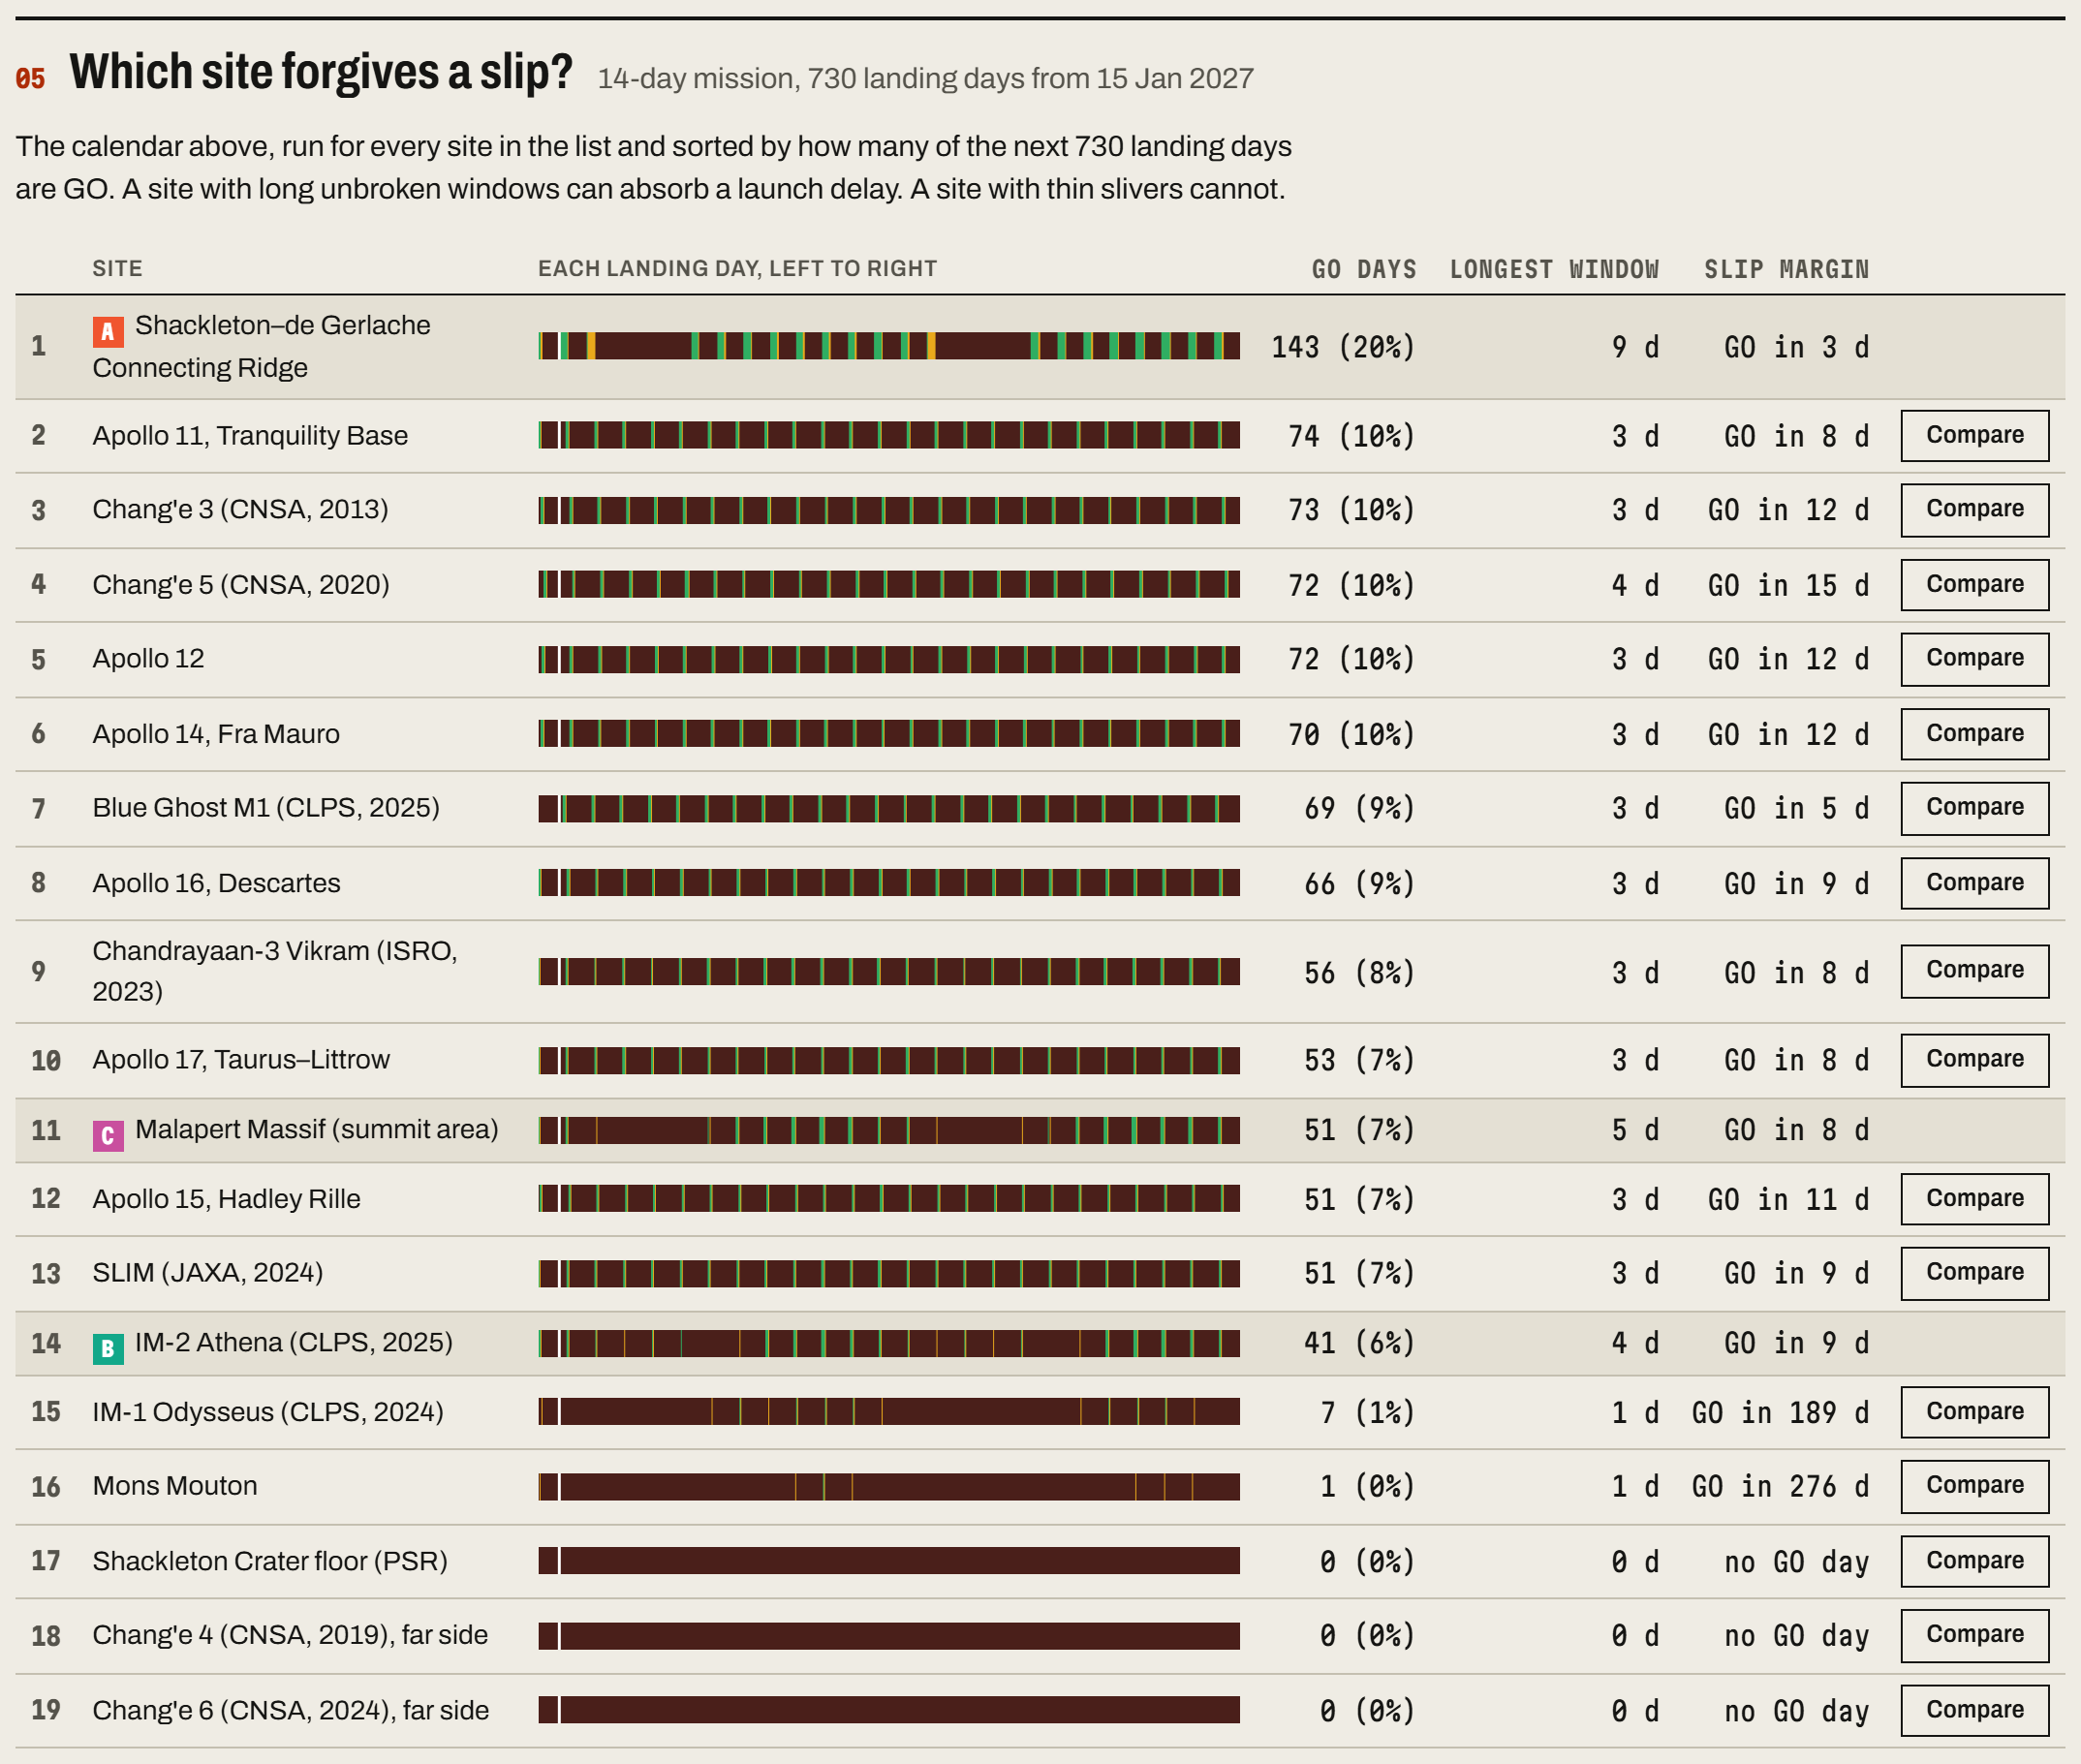 05 Which site forgives a slip? 14-day mission, 730 landing days from 15 Jan 2027
The calendar above, run for every site in the list and sorted by how many of the next 730 landing days
are GO. A site with long unbroken windows can absorb a launch delay. A site with thin slivers cannot.
SITE EACH LANDING DAY, LEFT TO RIGHT GO DAYS LONGEST WINDOW SLIP MARGIN
1 A Shackleton–de Gerlache
Connecting Ridge 143 (20%) 9 d GO in 3 d
2 Apollo 11, Tranquility Base 74 (10%) 3 d GO in 8 d Compare
3 Chang'e 3 (CNSA, 2013) 73 (10%) 3 d GO in 12 d Compare
4 Chang'e 5 (CNSA, 2020) 72 (10%) 4 d GO in 15 d Compare
5 Apollo 12 72 (10%) 3 d GO in 12 d Compare
6 Apollo 14, Fra Mauro 70 (10%) 3 d GO in 12 d Compare
7 Blue Ghost M1 (CLPS, 2025) 69 (9%) 3 d GO in 5 d Compare
8 Apollo 16, Descartes 66 (9%) 3 d GO in 9 d Compare
9 Chandrayaan-3 Vikram (ISRO,
2023) 56 (8%) 3 d GO in 8 d Compare
10 Apollo 17, Taurus–Littrow 53 (7%) 3 d GO in 8 d Compare
11 C Malapert Massif (summit area) 51 (7%) 5 d GO in 8 d
12 Apollo 15, Hadley Rille 51 (7%) 3 d GO in 11 d Compare
13 SLIM (JAXA, 2024) 51 (7%) 3 d GO in 9 d Compare
14 B IM-2 Athena (CLPS, 2025) 41 (6%) 4 d GO in 9 d
15 IM-1 Odysseus (CLPS, 2024) 7 (1%) 1 d GO in 189 d Compare
16 Mons Mouton 1 (0%) 1 d GO in 276 d Compare
17 Shackleton Crater floor (PSR) 0 (0%) 0 d no GO day Compare
18 Chang'e 4 (CNSA, 2019), far side 0 (0%) 0 d no GO day Compare
19 Chang'e 6 (CNSA, 2024), far side 0 (0%) 0 d no GO day Compare